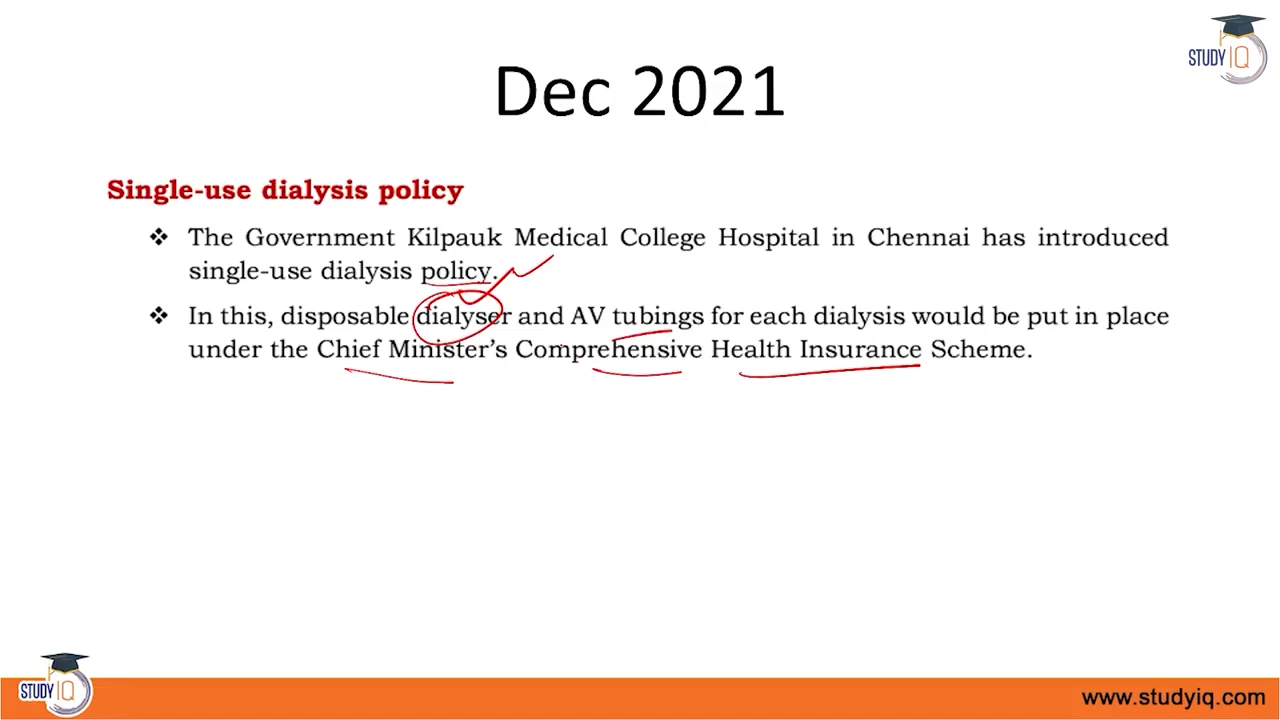 STUDY IQ
Dec 2021
Single-use dialysis policy
❖ The Government Kilpauk Medical College Hospital in Chennai has introduced
single-use dialysis policy.
❖ In this, disposable dialyser and AV tubings for each dialysis would be put in place
under the Chief Minister’s Comprehensive Health Insurance Scheme.
STUDY IQ
www.studyiq.com